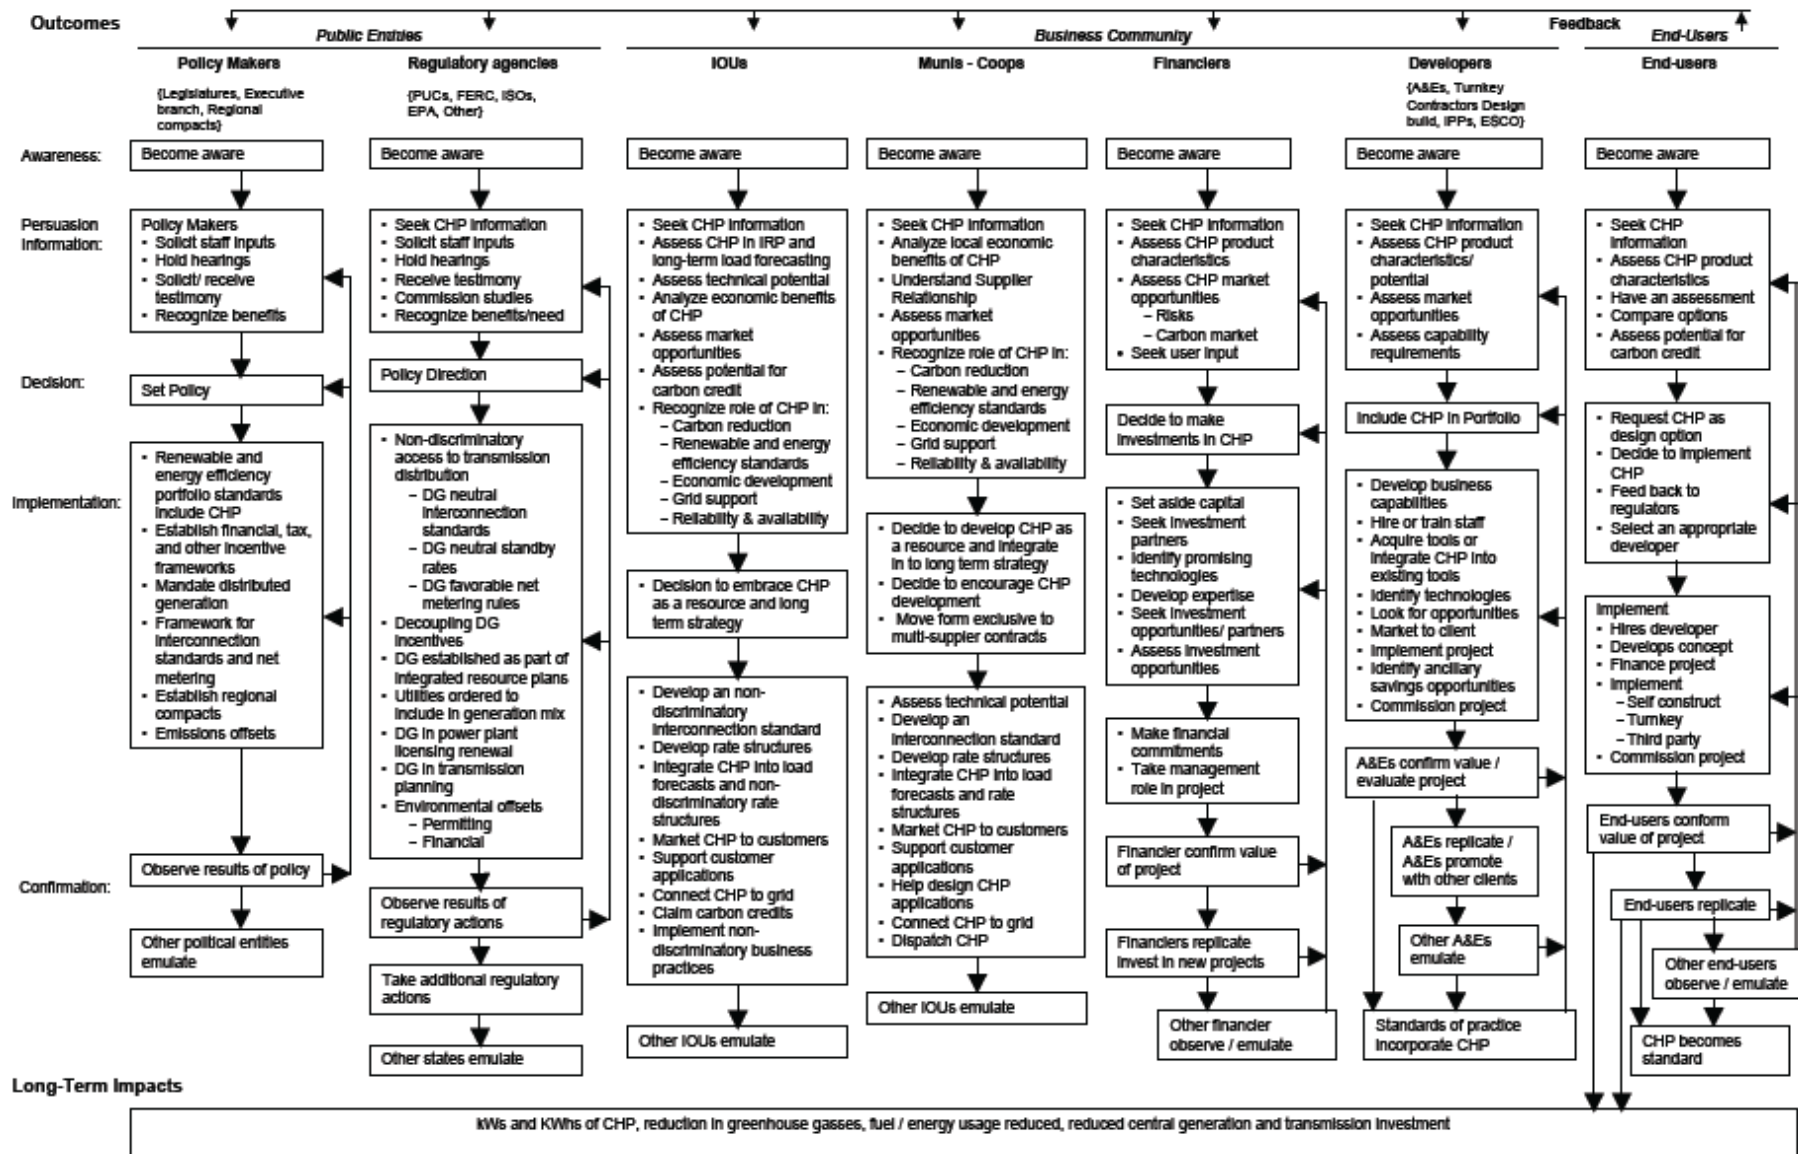 Outcomes
Feedback
Public Entities
Business Community
End-Users
Policy Makers
Regulatory agencies
IOUs
Munis - Coops
Financiers
Developers
End-users
{Legislatures, Executive
branch, Regional
compacts}
{PUCs, FERC, ISOs,
EPA, Other}
{A&Es, Turnkey
Contractors Design
build, IPPs, ESCO}
Awareness:
Become aware
Become aware
Become aware
Become aware
Become aware
Become aware
Become aware
Persuasion
Information:
Policy Makers
▪ Solicit staff inputs
▪ Hold hearings
▪ Solicit/ receive
testimony
▪ Recognize benefits
▪ Seek CHP Information
▪ Solicit staff inputs
▪ Hold hearings
▪ Receive testimony
▪ Commission studies
▪ Recognize benefits/need
▪ Seek CHP Information
▪ Assess CHP in IRP and
long-term load forecasting
▪ Assess technical potential
▪ Analyze economic benefits
of CHP
▪ Assess market
opportunities
▪ Assess potential for
carbon credit
▪ Recognize role of CHP in:
– Carbon reduction
– Renewable and energy
efficiency standards
– Economic development
– Grid support
– Reliability & availability
▪ Seek CHP Information
▪ Analyze local economic
benefits of CHP
▪ Understand Supplier
Relationship
▪ Assess market
opportunities
▪ Recognize role of CHP in:
– Carbon reduction
– Renewable and energy
efficiency standards
– Economic development
– Grid support
– Reliability & availability
▪ Seek CHP Information
▪ Assess CHP product
characteristics
▪ Assess CHP market
opportunities
– Risks
– Carbon market
▪ Seek user input
▪ Seek CHP Information
▪ Assess CHP product
characteristics/
potential
▪ Assess market
opportunities
▪ Assess capability
requirements
▪ Seek CHP
Information
▪ Assess CHP product
characteristics
▪ Have an assessment
▪ Compare options
▪ Assess potential for
carbon credit
Decision:
Set Policy
Policy Direction
▪ Decision to embrace CHP
as a resource and long
term strategy
▪ Decide to develop CHP as
a resource and integrate
in to long term strategy
▪ Decide to encourage CHP
development
▪ Move form exclusive to
multi-suppler contracts
Decide to make
Investments in CHP
Include CHP in Portfolio
▪ Request CHP as
design option
▪ Decide to implement
CHP
▪ Feed back to
regulators
▪ Select an appropriate
developer
Implementation:
▪ Renewable and
energy efficiency
portfolio standards
Include CHP
▪ Establish financial, tax,
and other incentive
frameworks
▪ Mandate distributed
generation
▪ Framework for
Interconnection
standards and net
metering
▪ Establish regional
compacts
▪ Emissions offsets
▪ Non-discriminatory
access to transmission
distribution
– DG neutral
Interconnection
standards
– DG neutral standby
rates
– DG favorable net
metering rules
▪ Decoupling DG
Incentives
▪ DG established as part of
Integrated resource plans
▪ Utilities ordered to
Include in generation mix
▪ DG in power plant
licensing renewal
▪ DG in transmission
planning
▪ Environmental offsets
– Permitting
– Financial
▪ Develop an non-
discriminatory
Interconnection standard
▪ Develop rate structures
▪ Integrate CHP Into load
forecasts and non-
discriminatory rate
structures
▪ Market CHP to customers
▪ Support customer
applications
▪ Connect CHP to grid
▪ Claim carbon credits
▪ Implement non-
discriminatory business
practices
▪ Assess technical potential
▪ Develop an
Interconnection standard
▪ Develop rate structures
▪ Integrate CHP Into load
forecasts and rate
structures
▪ Market CHP to customers
▪ Support customer
applications
▪ Help design CHP
applications
▪ Connect CHP to grid
▪ Dispatch CHP
▪ Set aside capital
▪ Seek Investment
partners
▪ Identify promising
technologies
▪ Develop expertise
▪ Seek Investment
opportunities/ partners
▪ Assess investment
opportunities
▪ Make financial
commitments
▪ Take management
role in project
▪ Develop business
capabilities
▪ Hire or train staff
▪ Acquire tools or
Integrate CHP Into
existing tools
▪ Identify technologies
▪ Look for opportunities
▪ Market to client
▪ Implement project
▪ Identify ancillary
savings opportunities
▪ Commission project
Implement
▪ Hires developer
▪ Develops concept
▪ Finance project
▪ Implement
– Self construct
– Turnkey
– Third party
▪ Commission project
Confirmation:
Observe results of policy
Other political entities
emulate
Observe results of
regulatory actions
Take additional regulatory
actions
Other states emulate
Other IOUs emulate
Other IOUs emulate
Financier confirm value
of project
Financiers replicate
Invest in new projects
Other financier
observe / emulate
A&Es confirm value /
evaluate project
A&Es replicate /
A&Es promote
with other clients
Other A&Es
emulate
Standards of practice
Incorporate CHP
End-users conform
value of project
End-users replicate
Other end-users
observe / emulate
CHP becomes
standard
Long-Term Impacts
kWs and KWhs of CHP, reduction in greenhouse gasses, fuel / energy usage reduced, reduced central generation and transmission Investment